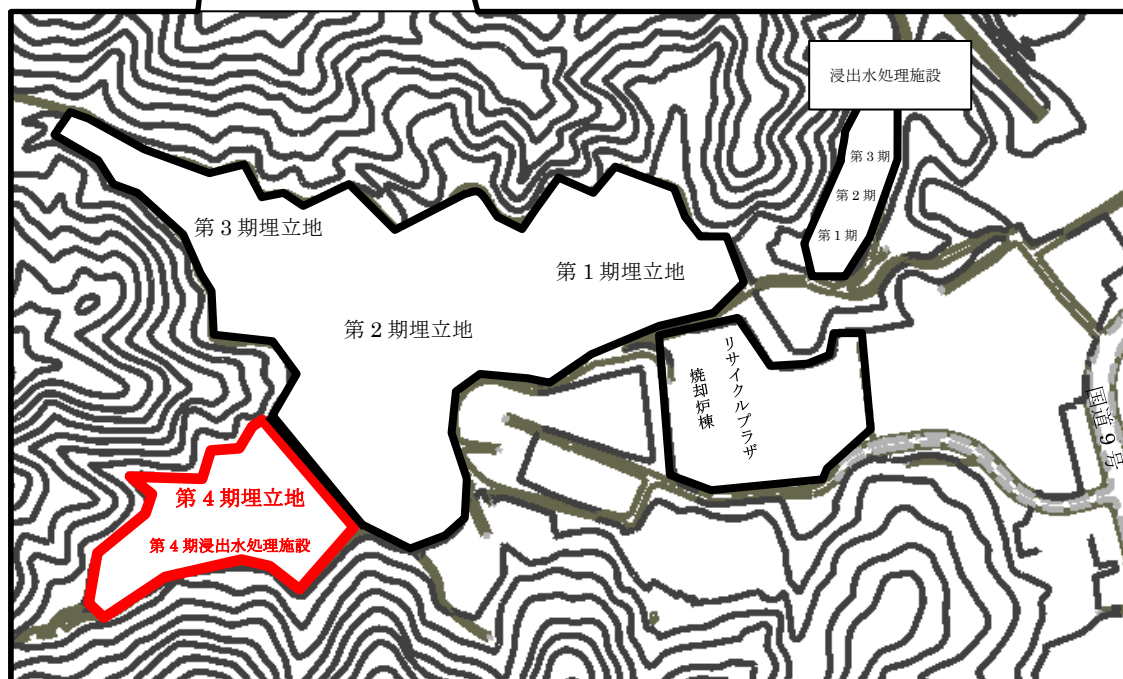 浸出水処理施設
第3期
第2期
第1期
第3期埋立地
第1期埋立地
第2期埋立地
リサイクルプラザ
焼却炉棟
国道9号
第4期埋立地
第4期浸出水処理施設